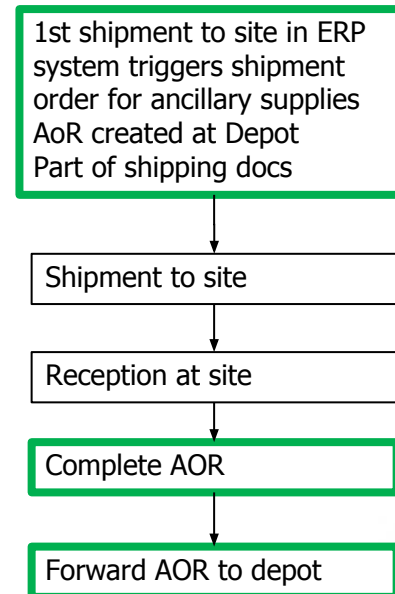 1st shipment to site in ERP
system triggers shipment
order for ancillary supplies
AoR created at Depot
Part of shipping docs
Shipment to site
Reception at site
Complete AOR
Forward AOR to depot